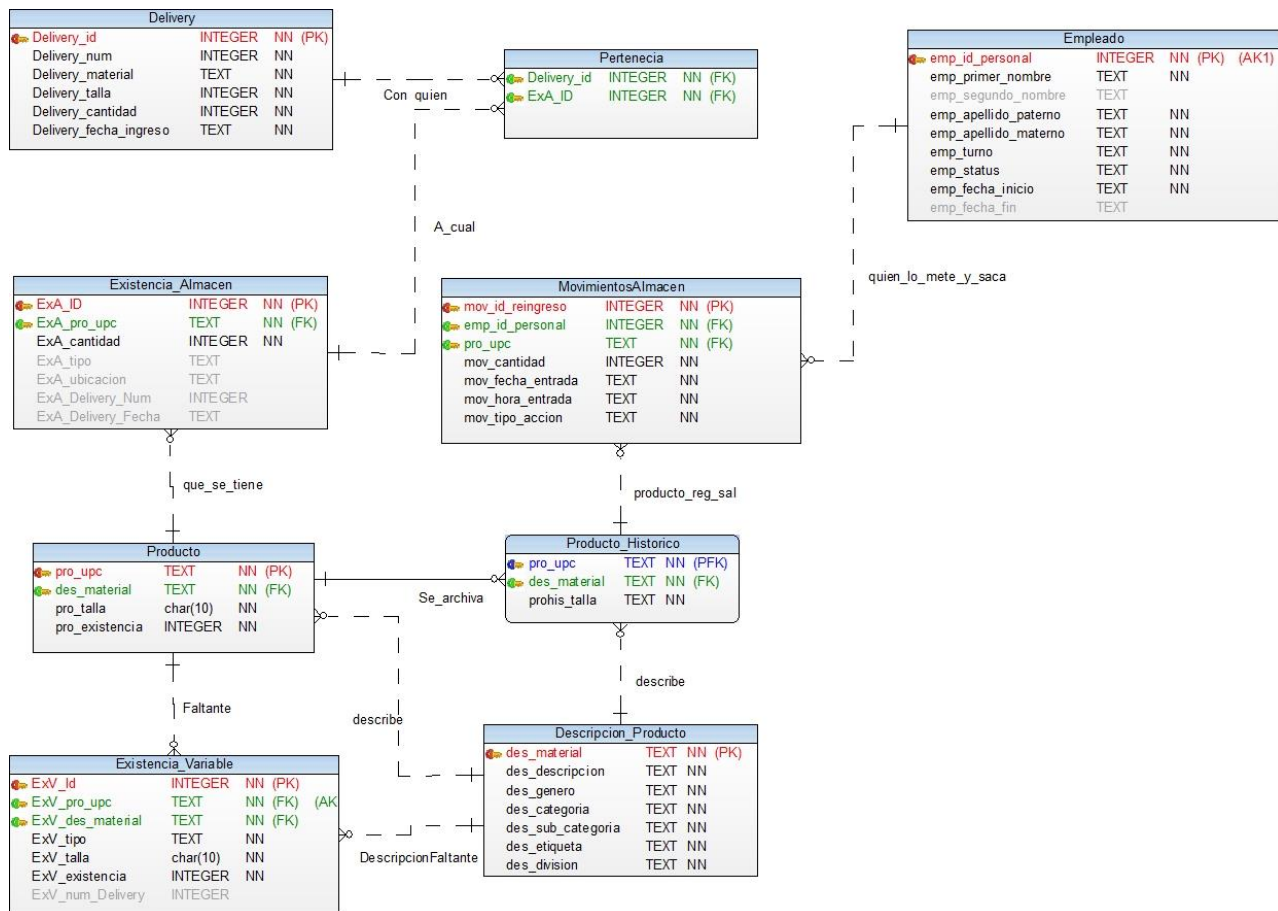 Delivery
Delivery_id INTEGER NN (PK)
Delivery_num INTEGER NN
Delivery_material TEXT NN
Delivery_talla INTEGER NN
Delivery_cantidad INTEGER NN
Delivery_fecha_ingreso TEXT NN
Con_quien
Pertenecia
Delivery_id INTEGER NN (FK)
ExA_ID INTEGER NN (FK)
Empleado
emp_id_personal INTEGER NN (PK) (AK1)
emp_primer_nombre TEXT NN
emp_segundo_nombre TEXT
emp_apellido_paterno TEXT NN
emp_apellido_materno TEXT NN
emp_turno TEXT NN
emp_status TEXT NN
emp_fecha_inicio TEXT NN
emp_fecha_fin TEXT
A_cual
quien_lo_mete_y_saca
Existencia_Almacen
ExA_ID INTEGER NN (PK)
ExA_pro_upc TEXT NN (FK)
ExA_cantidad INTEGER NN
ExA_tipo TEXT
ExA_ubicacion TEXT
ExA_Delivery_Num INTEGER
ExA_Delivery_Fecha TEXT
MovimientosAlmacen
mov_id_reingreso INTEGER NN (PK)
emp_id_personal INTEGER NN (FK)
pro_upc TEXT NN (FK)
mov_cantidad INTEGER NN
mov_fecha_entrada TEXT NN
mov_hora_entrada TEXT NN
mov_tipo_accion TEXT NN
que_se_tiene
producto_reg_sal
Producto
pro_upc TEXT NN (PK)
des_material TEXT NN (FK)
pro_talla char(10) NN
pro_existencia INTEGER NN
Se_archiva
Producto_Historico
pro_upc TEXT NN (PFK)
des_material TEXT NN (FK)
prohis_talla TEXT NN
Faltante
describe
describe
Existencia_Variable
ExV_Id INTEGER NN (PK)
ExV_pro_upc TEXT NN (FK) (AK
ExV_des_material TEXT NN (FK)
ExV_tipo TEXT NN
ExV_talla char(10) NN
ExV_existencia INTEGER NN
ExV_num_Delivery INTEGER
DescripcionFaltante
Descripcion_Producto
des_material TEXT NN (PK)
des_descripcion TEXT NN
des_genero TEXT NN
des_categoria TEXT NN
des_sub_categoria TEXT NN
des_etiqueta TEXT NN
des_division TEXT NN